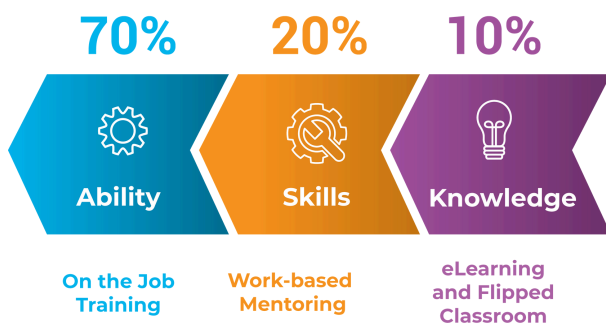 70% 20% 10%
Ability Skills Knowledge
On the Job
Training
Work-based
Mentoring
eLearning
and Flipped
Classroom